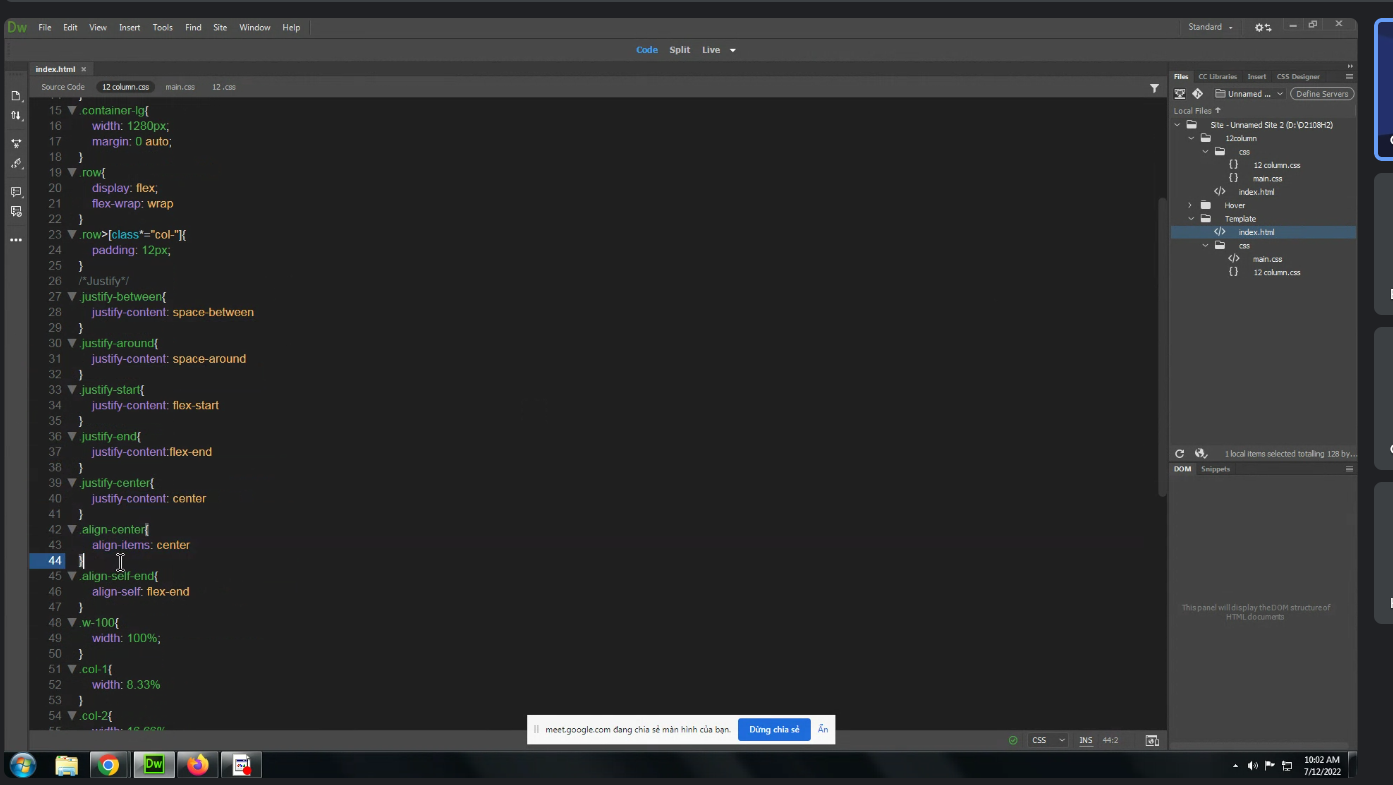 Dw File Edit View Insert Tools Find Site Window Help Standard
Code Split Live
index.html ×
Source Code 12 column.css main.css 12 .css
15 .container-lg{
16 width: 1280px;
17 margin: 0 auto;
18 }
19 .row{
20 display: flex;
21 flex-wrap: wrap
22 }
23 .row>[class*="col-"]{
24 padding: 12px;
25 }
26 /*Justify*/
27 .justify-between{
28 justify-content: space-between
29 }
30 .justify-around{
31 justify-content: space-around
32 }
33 .justify-start{
34 justify-content: flex-start
35 }
36 .justify-end{
37 justify-content:flex-end
38 }
39 .justify-center{
40 justify-content: center
41 }
42 .align-center{
43 align-items: center
44 }
45 .align-self-end{
46 align-self: flex-end
47 }
48 .w-100{
49 width: 100%;
50 }
51 .col-1{
52 width: 8.33%
53 }
54 .col-2{
Files CC Libraries Insert CSS Designer
Unnamed ... Define Servers
Local Files
Site - Unnamed Site 2 (D:\D2108H2)
12column
css
{} 12 column.css
{} main.css
</> index.html
Hover
Template
</> index.html
css
</> main.css
{} 12 column.css
1 local items selected totalling 128 by...
DOM Snippets
This panel will display the DOM structure of
HTML documents
meet.google.com đang chia sẻ màn hình của bạn. Dừng chia sẻ Ẩn
CSS INS 44:2
Dw
10:02 AM
7/12/2022